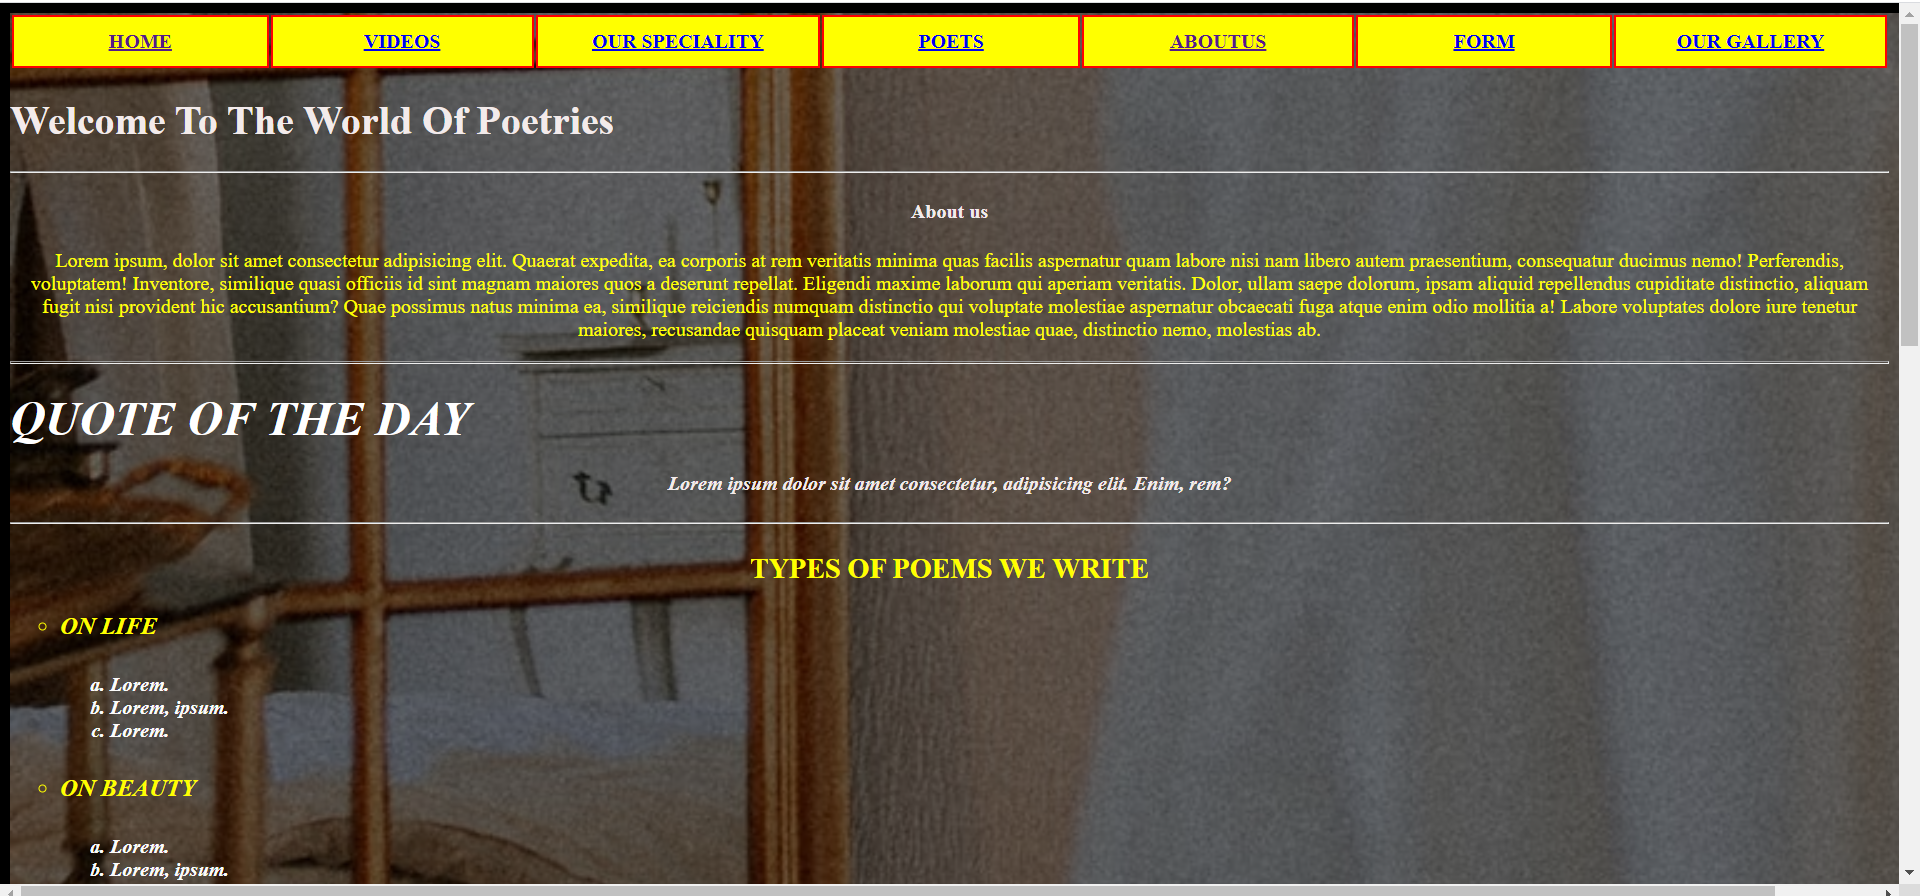 HOME VIDEOS OUR SPECIALITY POETS ABOUTUS FORM OUR GALLERY
Welcome To The World Of Poetries
About us
Lorem ipsum, dolor sit amet consectetur adipisicing elit. Quaerat expedita, ea corporis at rem veritatis minima quas facilis aspernatur quam labore nisi nam libero autem praesentium, consequatur ducimus nemo! Perferendis,
voluptatem! Inventore, similique quasi officiis id sint magnam maiores quos a deserunt repellat. Eligendi maxime laborum qui aperiam veritatis. Dolor, ullam saepe dolorum, ipsam aliquid repellendus cupiditate distinctio, aliquam
fugit nisi provident hic accusantium? Quae possimus natus minima ea, similique reiciendis numquam distinctio qui voluptate molestiae aspernatur obcaecati fuga atque enim odio mollitia a! Labore voluptates dolore iure tenetur
maiores, recusandae quisquam placeat veniam molestiae quae, distinctio nemo, molestias ab.
QUOTE OF THE DAY
Lorem ipsum dolor sit amet consectetur, adipisicing elit. Enim, rem?
TYPES OF POEMS WE WRITE
ON LIFE
a. Lorem.
b. Lorem, ipsum.
c. Lorem.
ON BEAUTY
a. Lorem.
b. Lorem, ipsum.